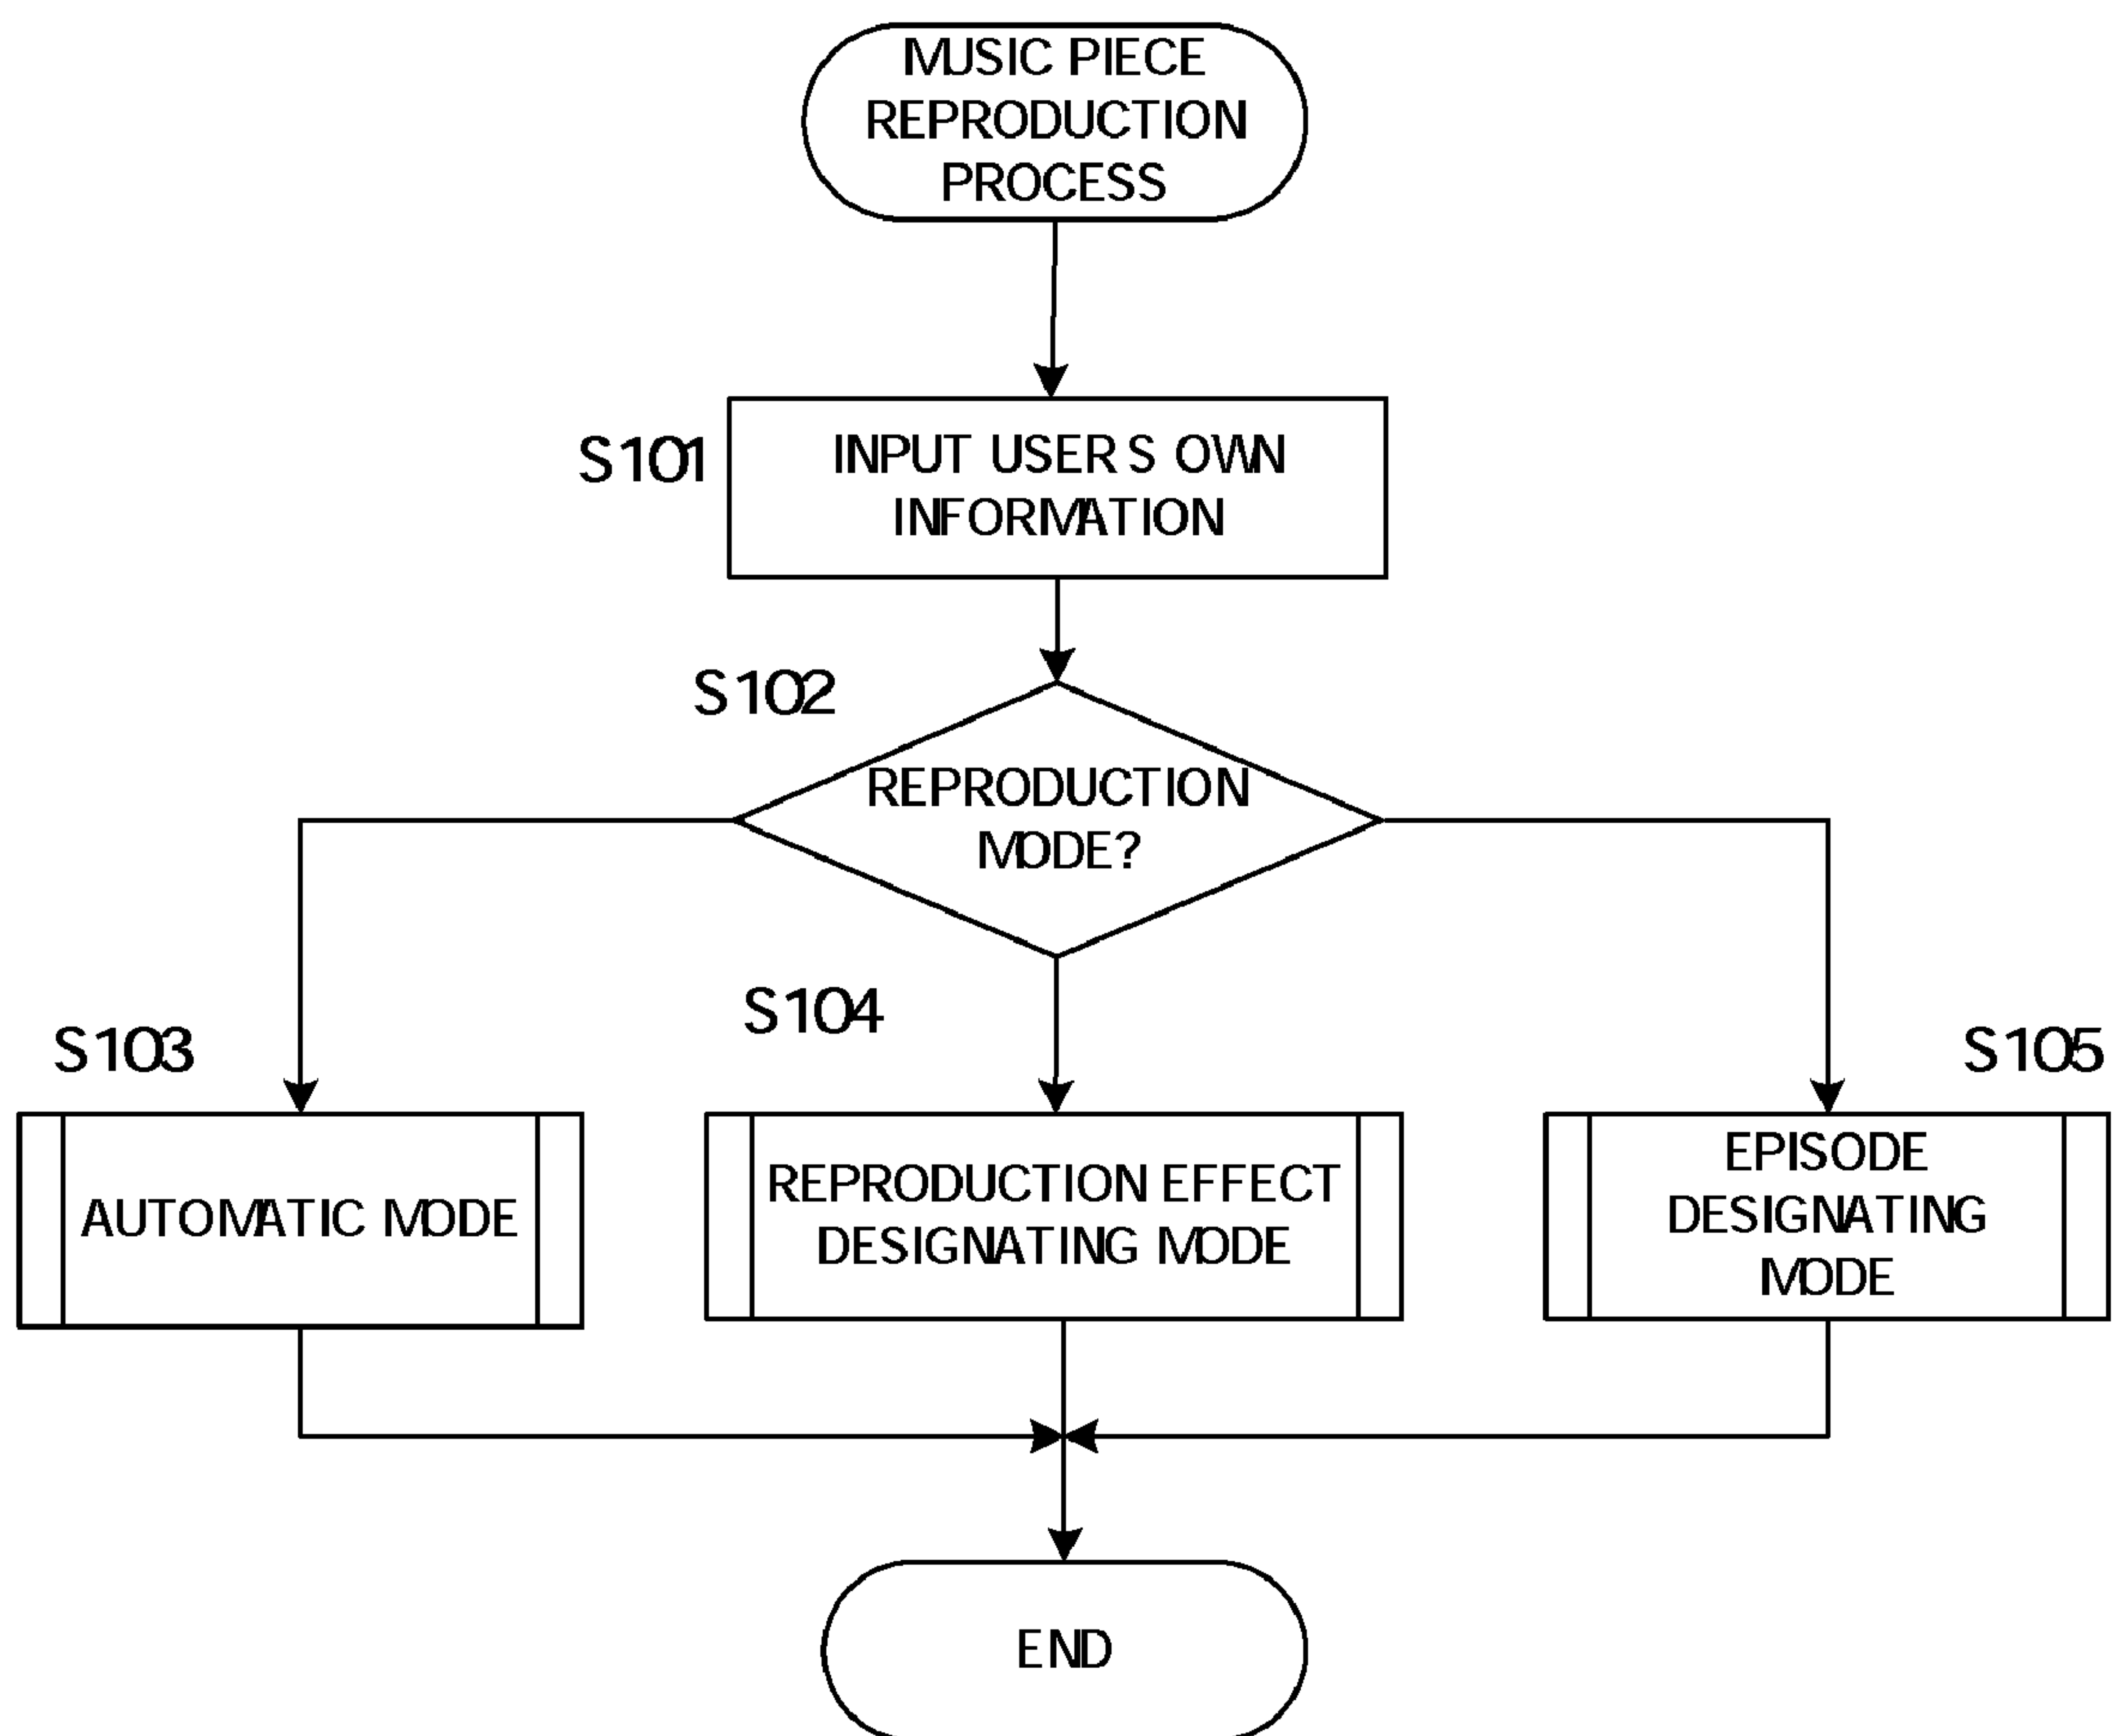 MUSIC PIECE
REPRODUCTION
PROCESS
S101
INPUT USER S OWN
INFORMATION
S102
REPRODUCTION
MODE?
S103
AUTOMATIC MODE
S104
REPRODUCTION EFFECT
DESIGNATING MODE
S105
EPISODE
DESIGNATING
MODE
END